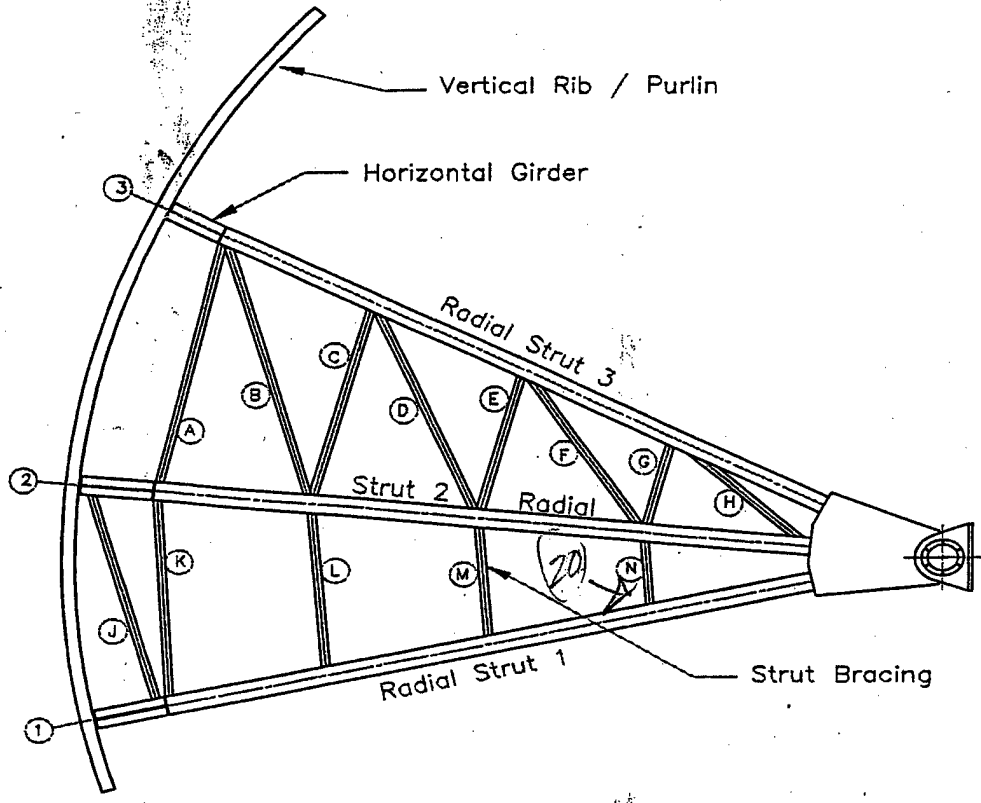 Vertical Rib / Purlin
Horizontal Girder
3
Radial Strut 3
C
E
B
D
A
F
G
2
Strut 2
Radial
H
20
K
L
M
N
J
Strut Bracing
Radial Strut 1
1